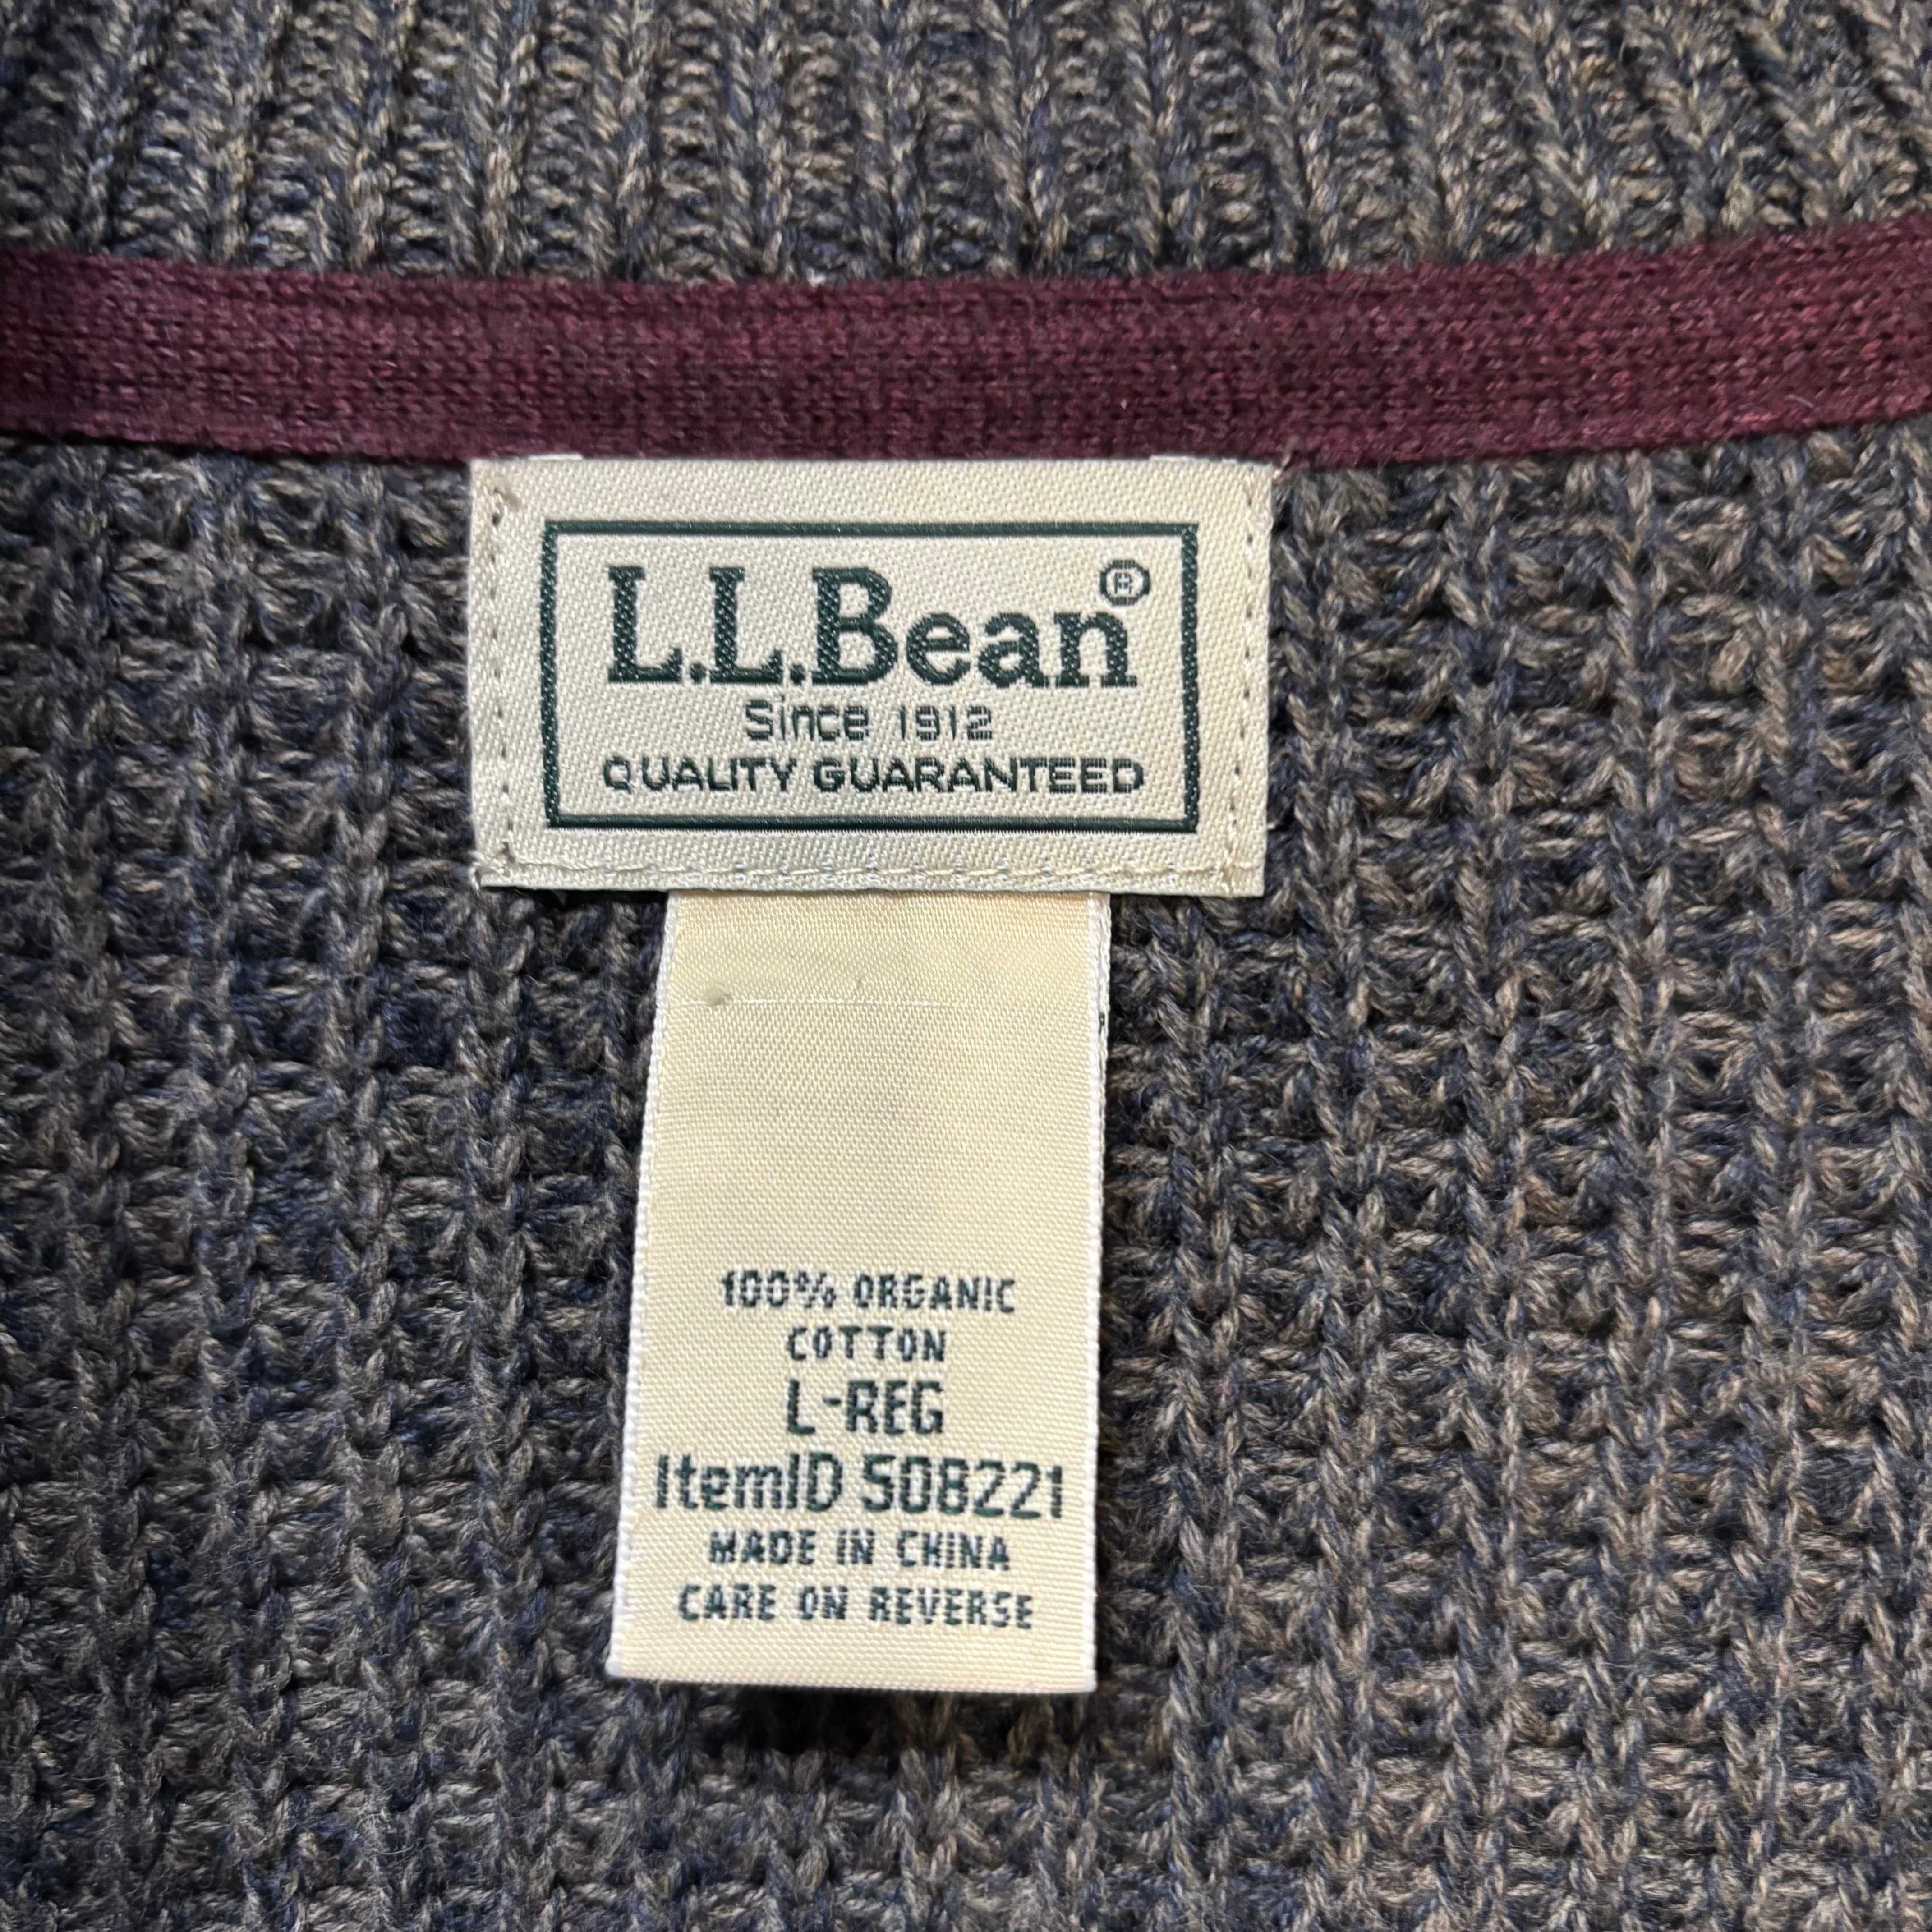 L.L.Bean®
Since 1912
QUALITY GUARANTEED
100% ORGANIC
COTTON
L-REG
ItemID 508221
MADE IN CHINA
CARE ON REVERSE